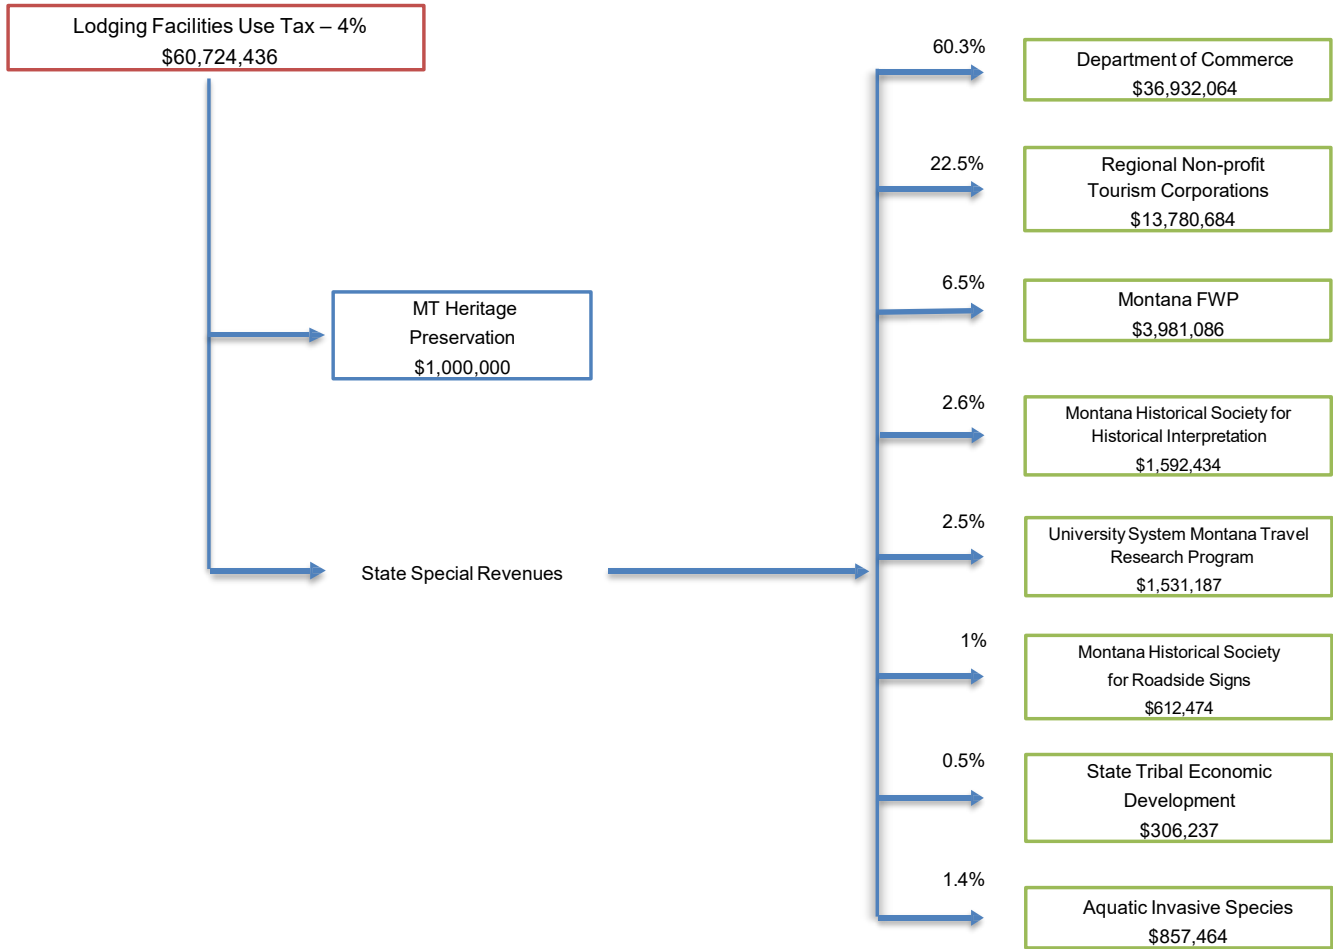 Lodging Facilities Use Tax – 4%
$60,724,436
MT Heritage
Preservation
$1,000,000
State Special Revenues
60.3%
Department of Commerce
$36,932,064
22.5%
Regional Non-profit
Tourism Corporations
$13,780,684
6.5%
Montana FWP
$3,981,086
2.6%
Montana Historical Society for
Historical Interpretation
$1,592,434
2.5%
University System Montana Travel
Research Program
$1,531,187
1%
Montana Historical Society
for Roadside Signs
$612,474
0.5%
State Tribal Economic
Development
$306,237
1.4%
Aquatic Invasive Species
$857,464